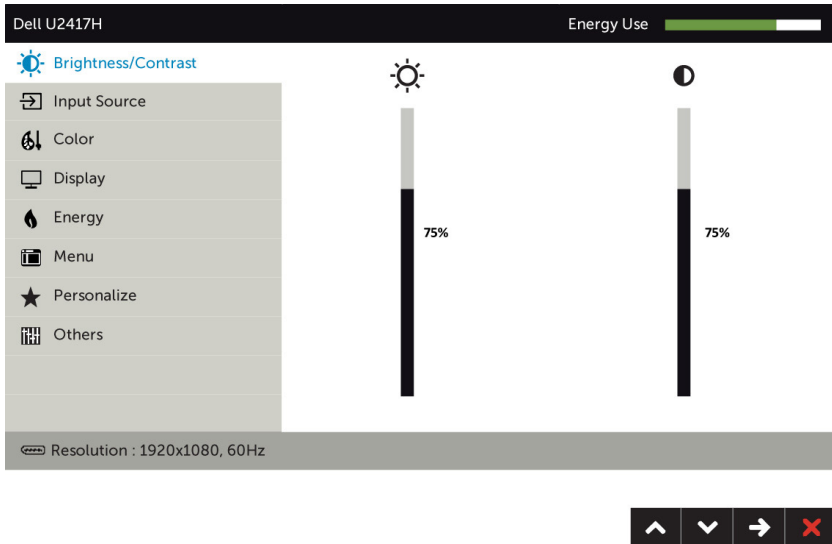 Dell U2417H
Energy Use
Brightness/Contrast
Input Source
Color
Display
Energy
Menu
Personalize
Others
75%
75%
Resolution : 1920x1080, 60Hz